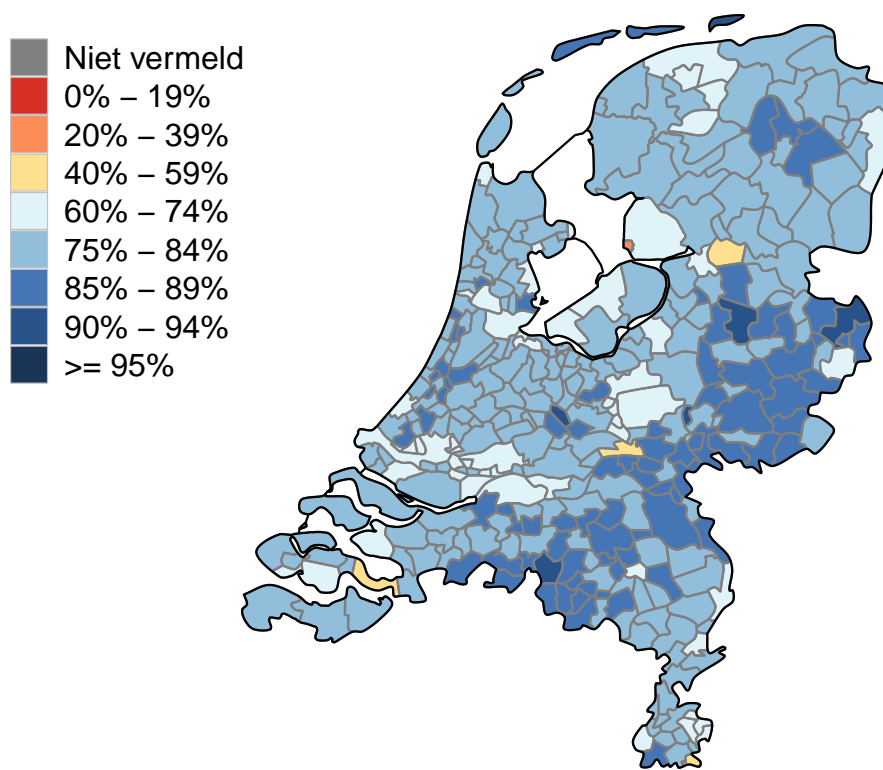 Niet vermeld
0% – 19%
20% – 39%
40% – 59%
60% – 74%
75% – 84%
85% – 89%
90% – 94%
>= 95%